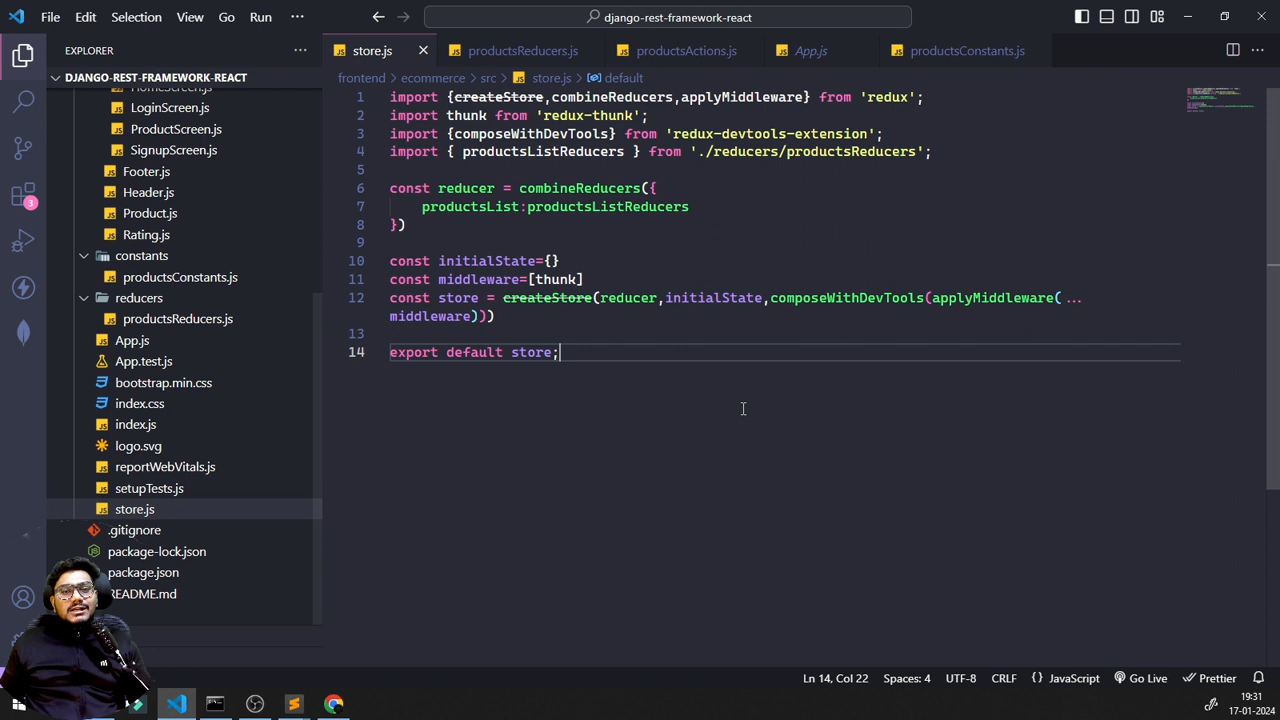 File Edit Selection View Go Run ··· django-rest-framework-react
EXPLORER ···
DJANGO-REST-FRAMEWORK-REACT
HomeScreen.js
LoginScreen.js
ProductScreen.js
SignupScreen.js
Footer.js
Header.js
Product.js
Rating.js
constants
productsConstants.js
reducers
productsReducers.js
App.js
App.test.js
bootstrap.min.css
index.css
index.js
logo.svg
reportWebVitals.js
setupTests.js
store.js
.gitignore
package-lock.json
package.json
README.md
3
store.js productsReducers.js productsActions.js App.js productsConstants.js
frontend > ecommerce > src > store.js > default
1 import {createStore,combineReducers,applyMiddleware} from 'redux';
2 import thunk from 'redux-thunk';
3 import {composeWithDevTools} from 'redux-devtools-extension';
4 import { productsListReducers } from './reducers/productsReducers';
5
6 const reducer = combineReducers({
7 productsList:productsListReducers
8 })
9
10 const initialState={}
11 const middleware=[thunk]
12 const store = createStore(reducer,initialState,composeWithDevTools(applyMiddleware(...
middleware)))
13
14 export default store;
Ln 14, Col 22 Spaces: 4 UTF-8 CRLF {} JavaScript Go Live Prettier
19:31
17-01-2024